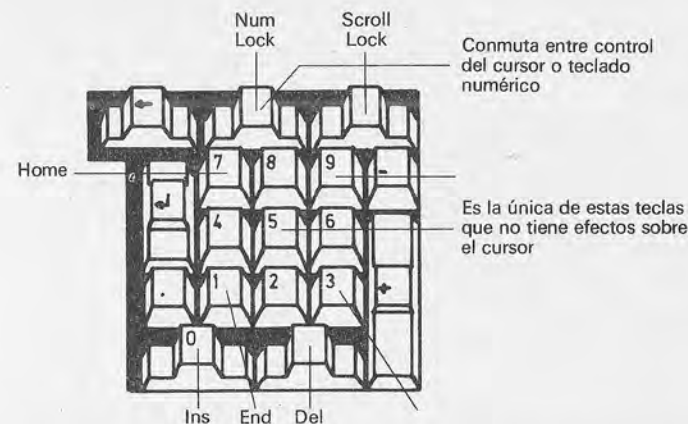 Num
Lock
Scroll
Lock
Conmuta entre control
del cursor o teclado
numérico
Home
7
8
9
-
Es la única de estas teclas
que no tiene efectos sobre
el cursor
4
5
6
.
1
2
3
+
0
Ins
End
Del